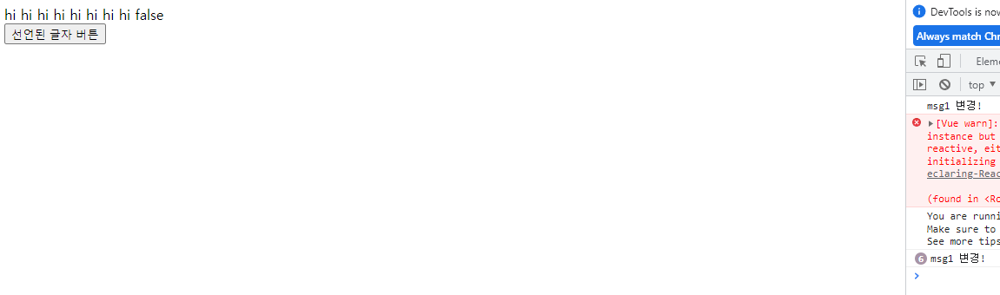 hi hi hi hi hi hi hi hi false
선언된 글자 버튼
DevTools is now
Always match Chr
Eleme
top
msg1 변경!
[Vue warn]:
instance but
reactive, eit
initializing
eclaring-Reac
(found in <Ro
You are runni
Make sure to
See more tips
6 msg1 변경!